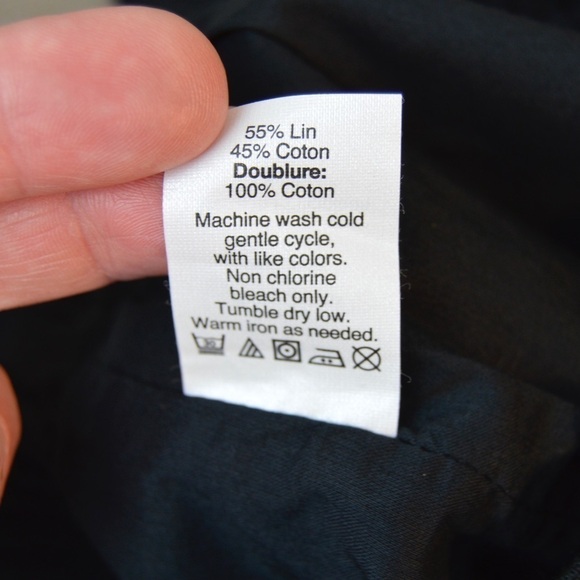 55% Lin
45% Coton
Doublure:
100% Coton
Machine wash cold
gentle cycle,
with like colors.
Non chlorine
bleach only.
Tumble dry low.
Warm iron as needed.